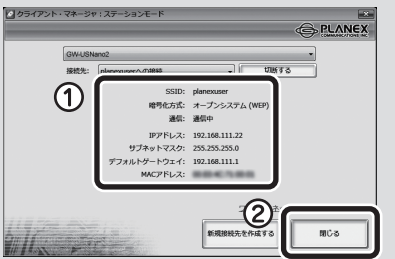 クライアント・マネージャ：ステーションモード
PLANEX
COMMUNICATIONS INC.
GW-USNano2
接続先： planexuserへの接続 切断する
①
SSID： planexuser
暗号化方式： オープンシステム (WEP)
通信： 通信中
IPアドレス： 192.168.111.22
サブネットマスク： 255.255.255.0
デフォルトゲートウェイ： 192.168.111.1
MACアドレス：
②
新規接続先を作成する 閉じる